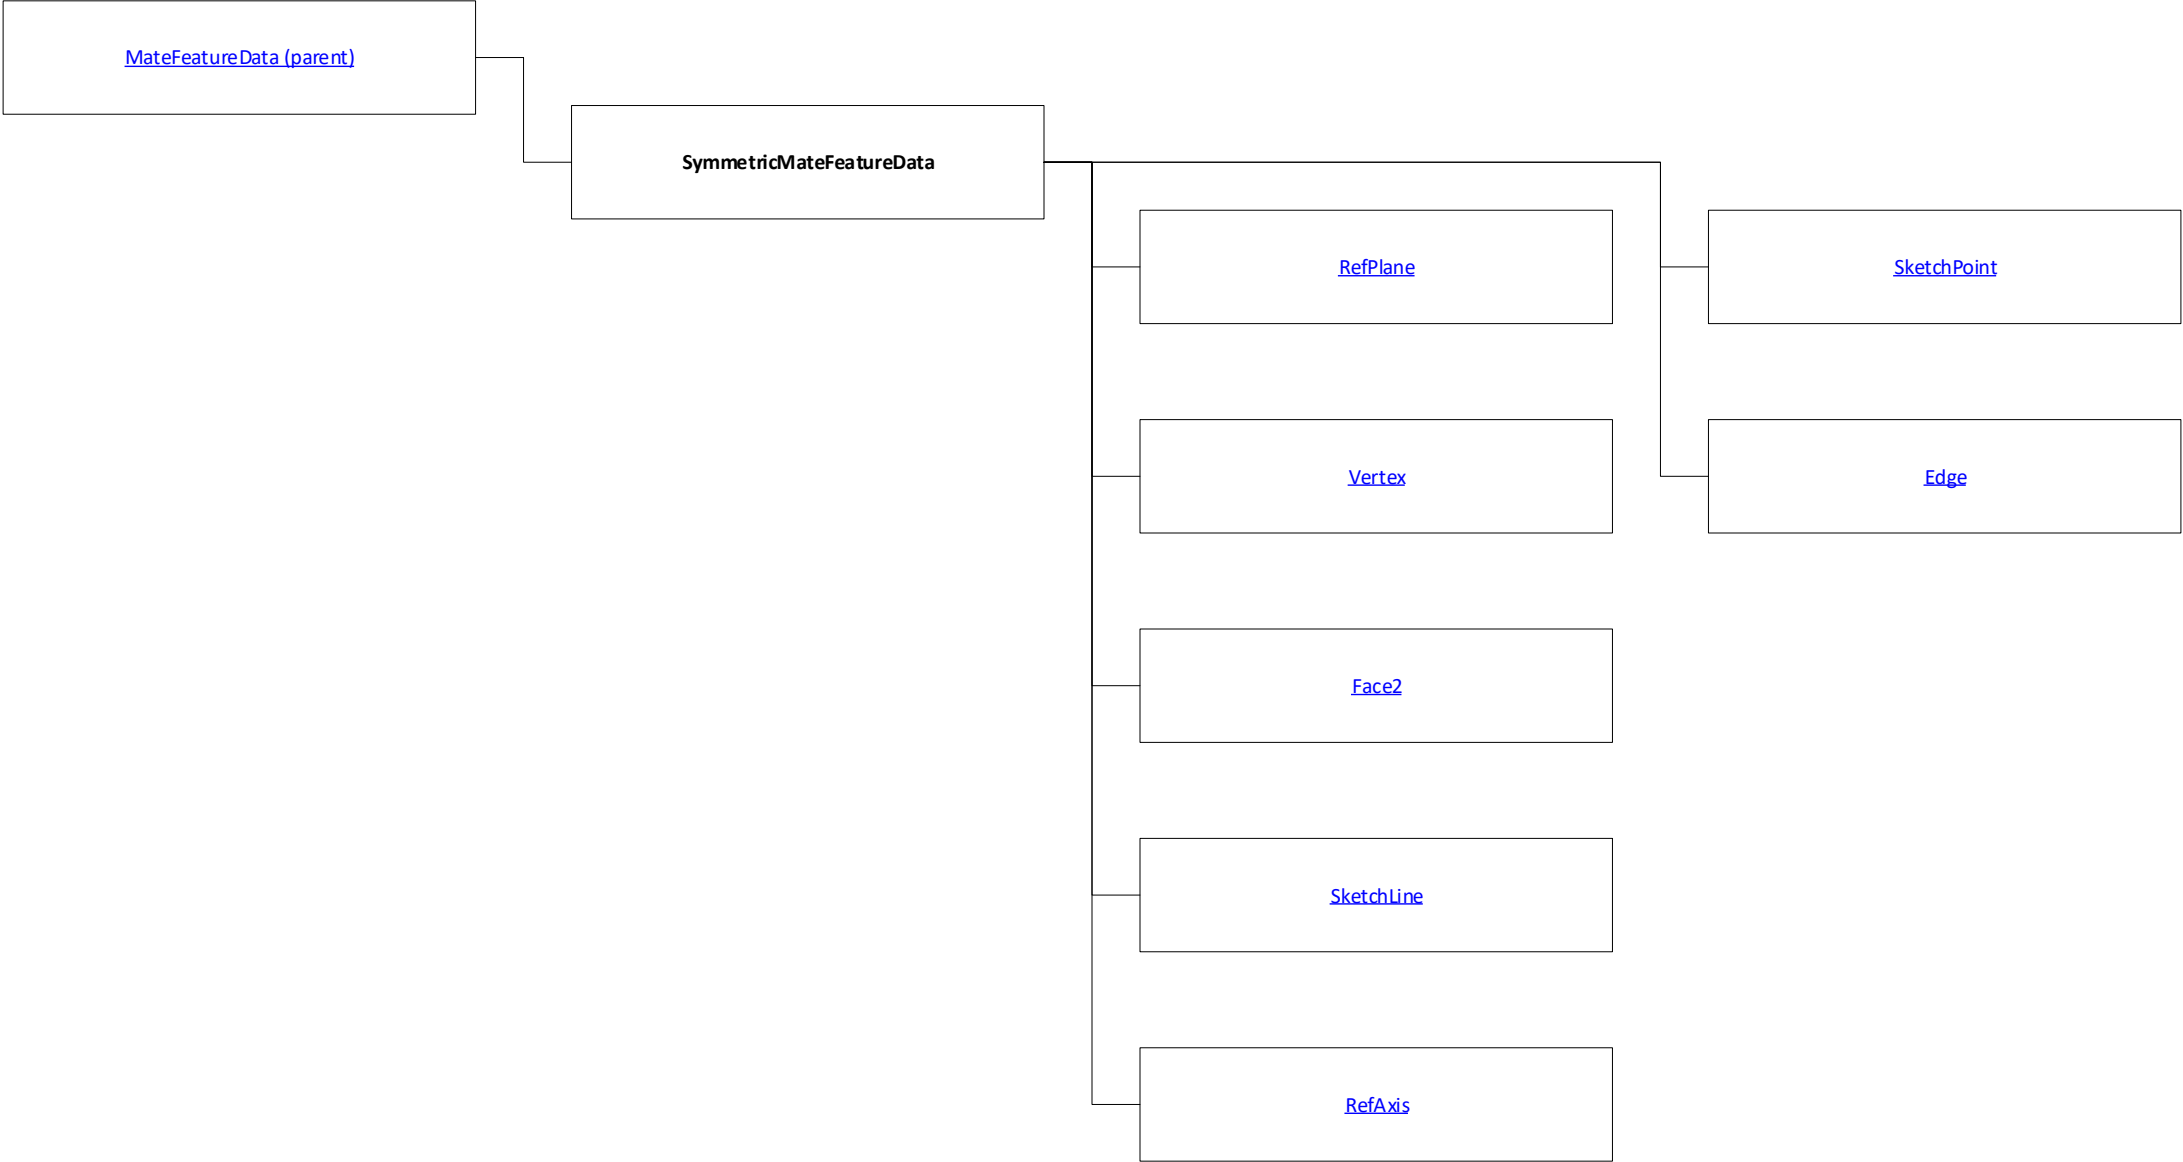 MateFeatureData (parent)
SymmetricMateFeatureData
RefPlane
SketchPoint
Vertex
Edge
Face2
SketchLine
RefAxis